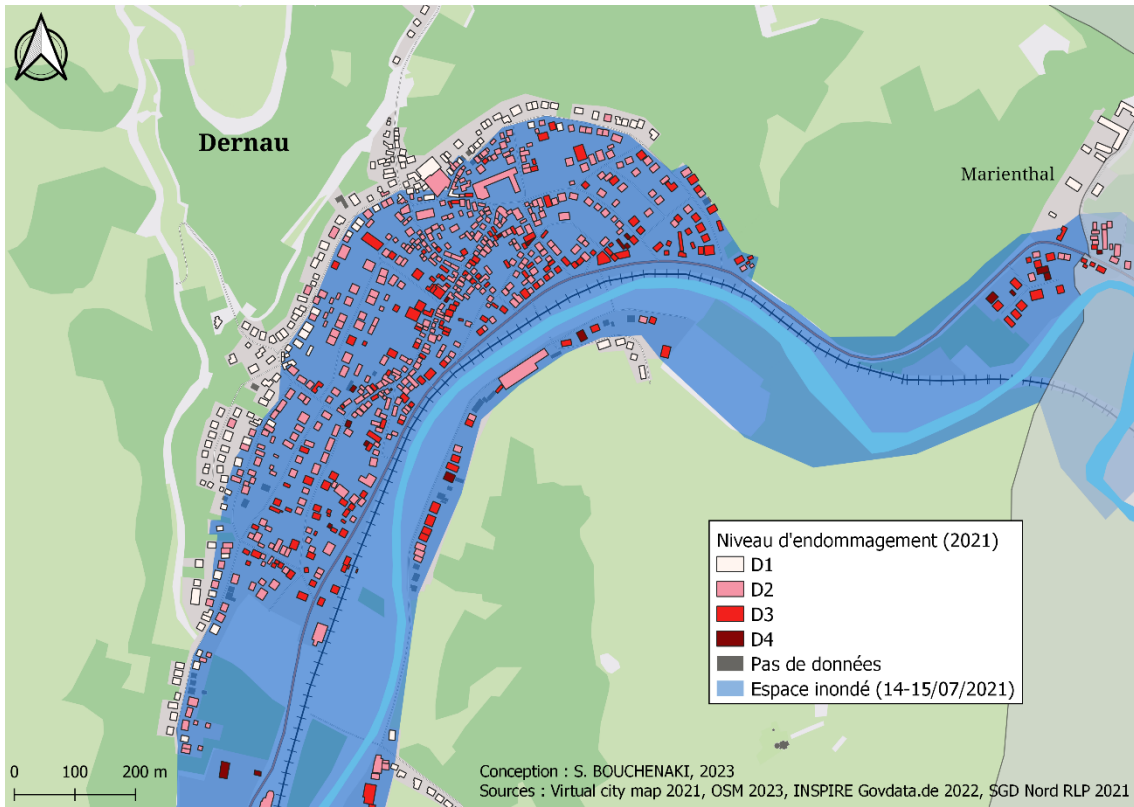 Dernau
Marienthal
Niveau d'endommagement (2021)
D1
D2
D3
D4
Pas de données
Espace inondé (14-15/07/2021)
0 100 200 m
Conception : S. BOUCHENAKI, 2023
Sources : Virtual city map 2021, OSM 2023, INSPIRE Govdata.de 2022, SGD Nord RLP 2021